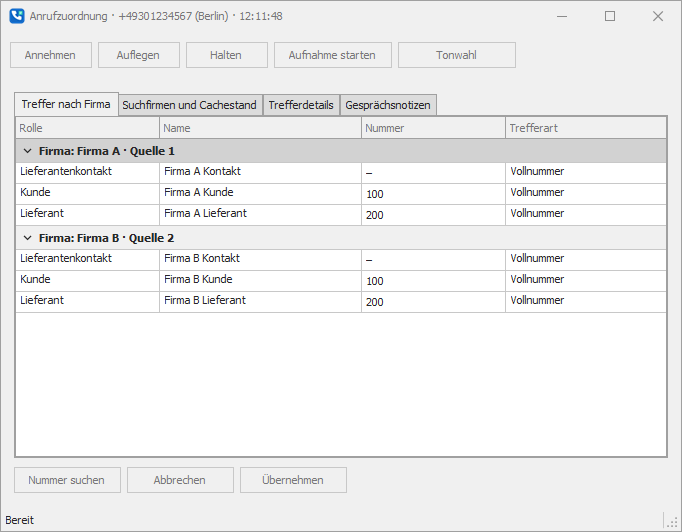 Anrufzuordnung · +49301234567 (Berlin) · 12:11:48
Annehmen Auflegen Halten Aufnahme starten Tonwahl
Treffer nach Firma Suchfirmen und Cachestand Trefferdetails Gesprächsnotizen
Rolle Name Nummer Trefferart
Firma: Firma A · Quelle 1
Lieferantenkontakt Firma A Kontakt – Vollnummer
Kunde Firma A Kunde 100 Vollnummer
Lieferant Firma A Lieferant 200 Vollnummer
Firma: Firma B · Quelle 2
Lieferantenkontakt Firma B Kontakt – Vollnummer
Kunde Firma B Kunde 100 Vollnummer
Lieferant Firma B Lieferant 200 Vollnummer
Nummer suchen Abbrechen Übernehmen
Bereit